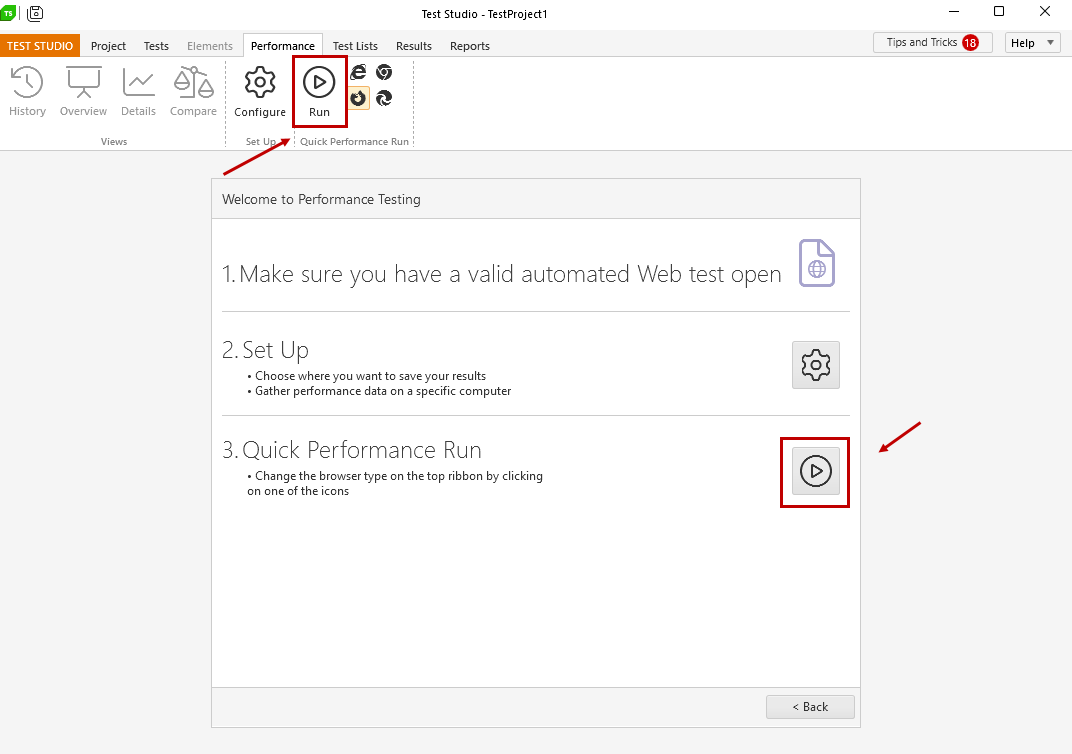 TS
Test Studio - TestProject1
TEST STUDIO Project Tests Elements Performance Test Lists Results Reports Tips and Tricks 18 Help
History Overview Details Compare Configure Run
Views Set Up Quick Performance Run
Welcome to Performance Testing
1. Make sure you have a valid automated Web test open
2. Set Up
• Choose where you want to save your results
• Gather performance data on a specific computer
3. Quick Performance Run
• Change the browser type on the top ribbon by clicking
on one of the icons
< Back